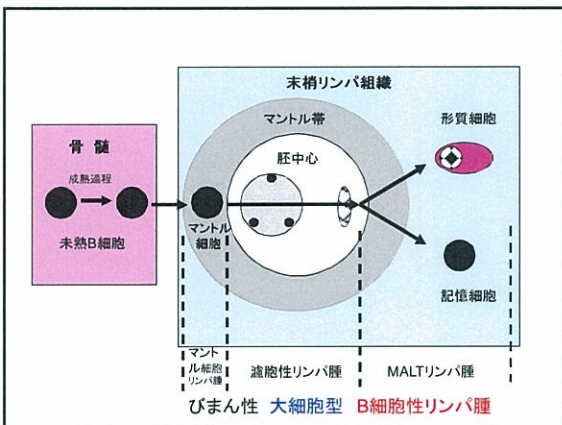 末梢リンパ組織
マントル帯
形質細胞
骨 髄
胚中心
成熟過程
マントル
細胞
未熟B細胞
記憶細胞
マント
ル細胞
リンパ腫
濾胞性リンパ腫
MALTリンパ腫
びまん性 大細胞型 B細胞性リンパ腫